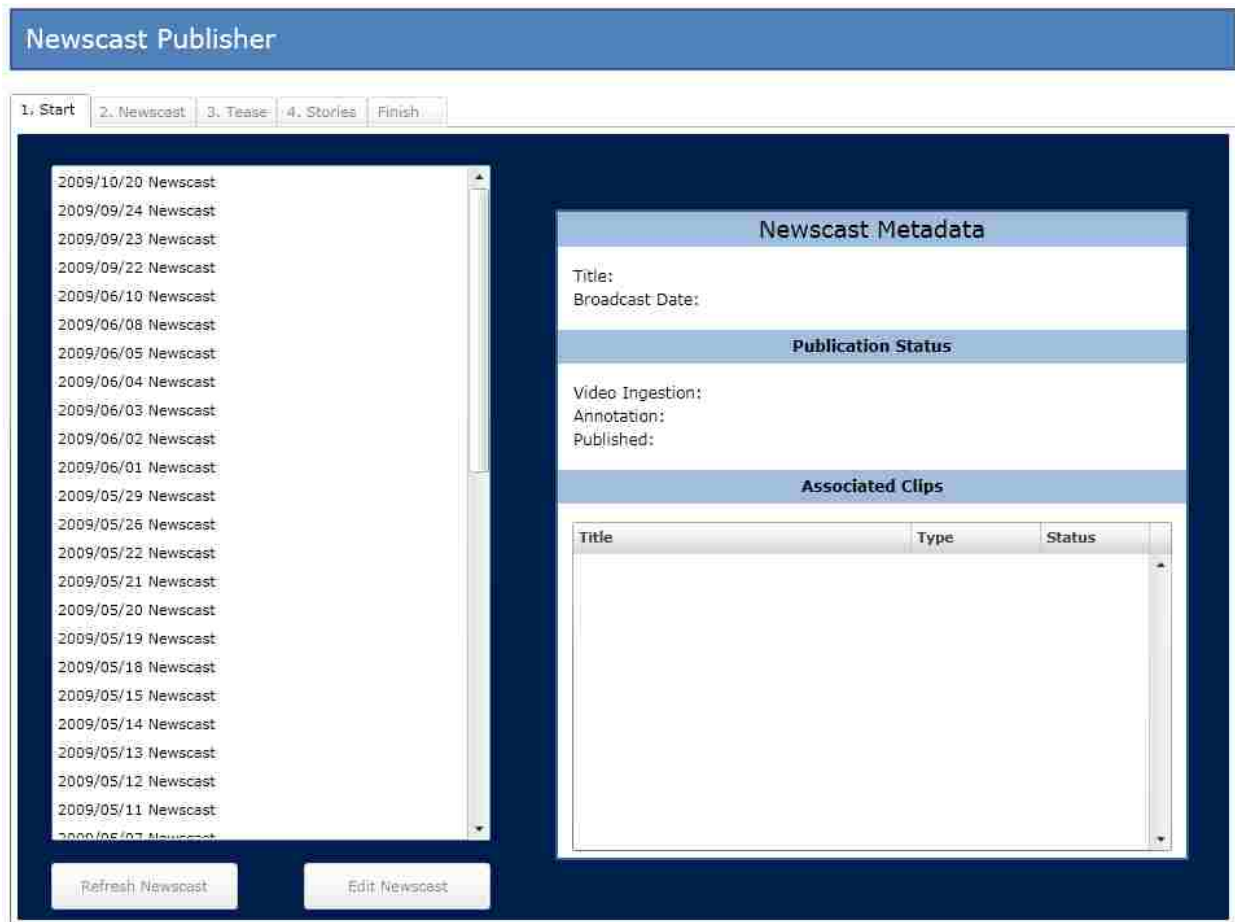 Newscast Publisher
1. Start
2. Newscast
3. Tease
4. Stories
Finish
2009/10/20 Newscast
2009/09/24 Newscast
2009/09/23 Newscast
2009/09/22 Newscast
2009/06/10 Newscast
2009/06/08 Newscast
2009/06/05 Newscast
2009/06/04 Newscast
2009/06/03 Newscast
2009/06/02 Newscast
2009/06/01 Newscast
2009/05/29 Newscast
2009/05/26 Newscast
2009/05/22 Newscast
2009/05/21 Newscast
2009/05/20 Newscast
2009/05/19 Newscast
2009/05/18 Newscast
2009/05/15 Newscast
2009/05/14 Newscast
2009/05/13 Newscast
2009/05/12 Newscast
2009/05/11 Newscast
Refresh Newscast
Edit Newscast
Newscast Metadata
Title:
Broadcast Date:
Publication Status
Video Ingestion:
Annotation:
Published:
Associated Clips
Title
Type
Status